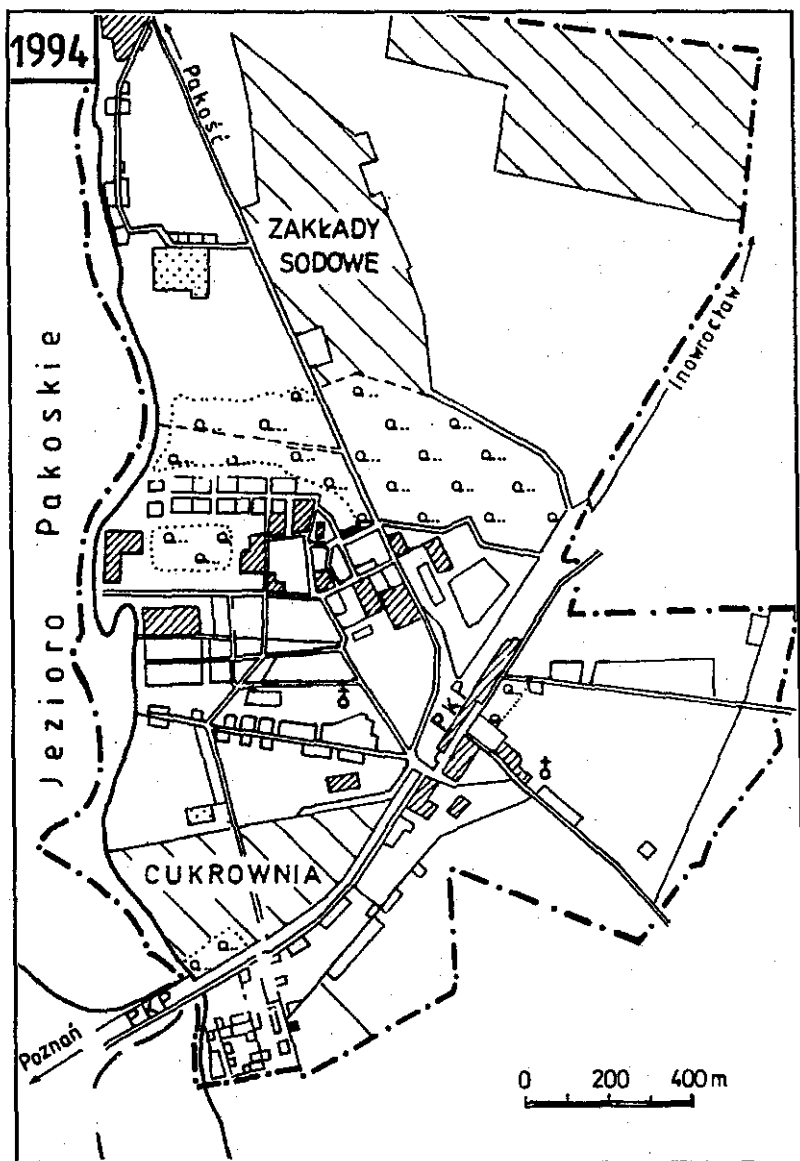 1994
Pakość
ZAKŁADY
SODOWE
Inowrocław
Jezioro Pakoskie
PKP
CUKROWNIA
PKP
Poznań
0 200 400 m